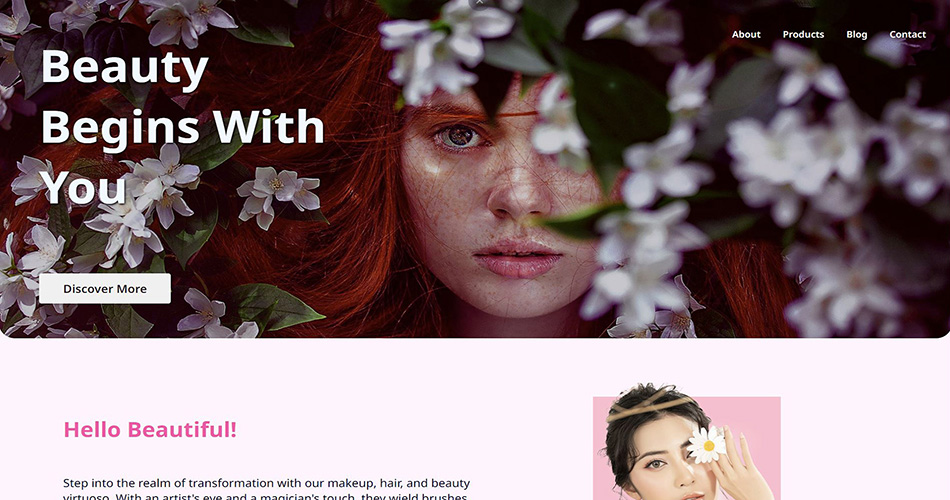 About Products Blog Contact
Beauty
Begins With
You
Discover More
Hello Beautiful!
Step into the realm of transformation with our makeup, hair, and beauty
virtuoso. With an artist's eye and a magician's touch, they wield brushes,